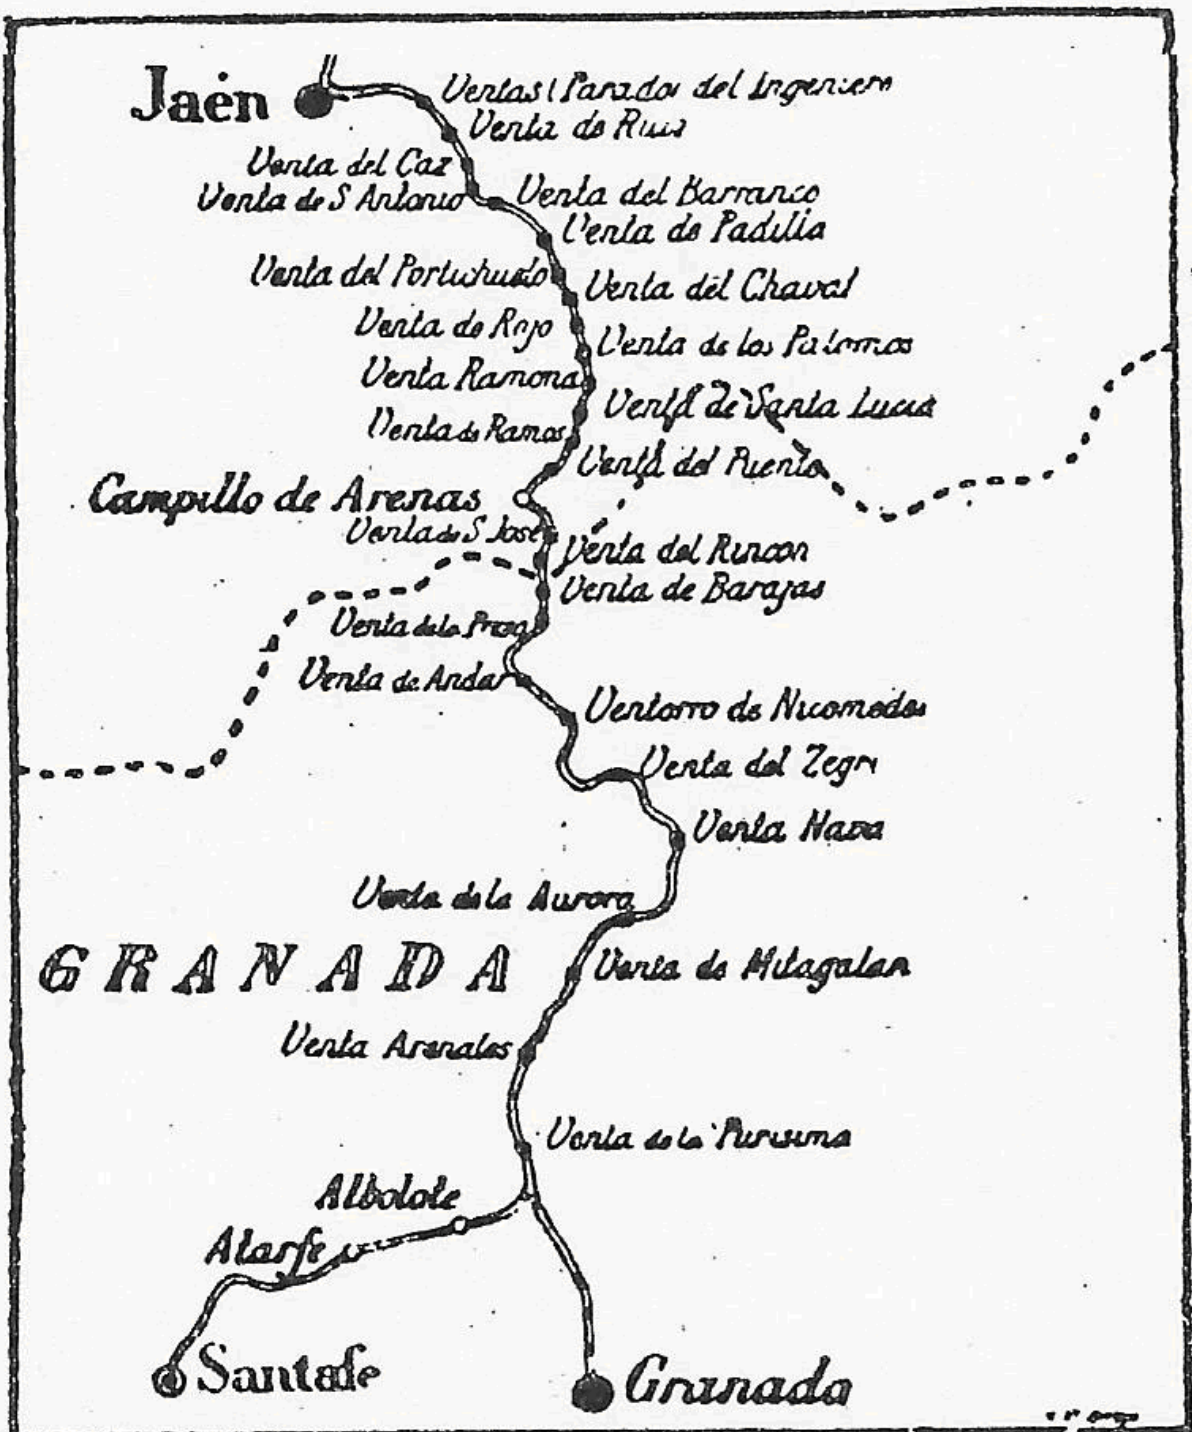 Jaén
Ventas (Parador del Ingeniero
Venta de Ruiz
Venta del Caz
Venta de S Antonio
Venta del Barranco
Venta de Padilla
Venta del Portichuelo
Venta del Chaval
Venta de Rojo
Venta de los Palomos
Venta Ramona
Venta de Santa Lucia
Venta de Ramos
Venta del Puente
Campillo de Arenas
Venta de S José
Venta del Rincon
Venta de Barajas
Venta de la Presa
Venta de Andar
Ventorro de Nicomedes
Venta del Zegri
Venta Nava
Venta de la Aurora
GRANADA
Venta de Mitagalan
Venta Arenales
Venta de la Purisima
Albolote
Atarfe
Santafe
Granada